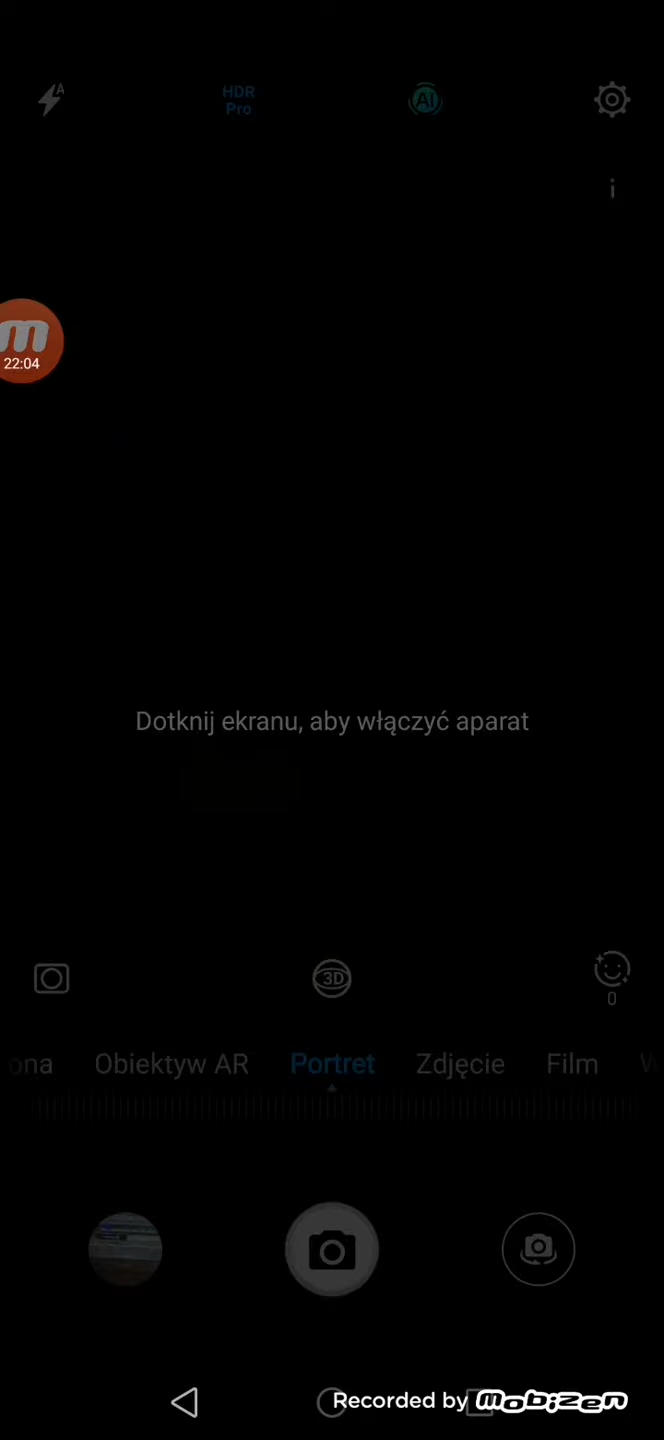 A
HDR
Pro
AI
i
m
22:04
Dotknij ekranu, aby włączyć aparat
3D
0
ona
Obiektyw AR
Portret
Zdjęcie
Film
W
Recorded by mobizen